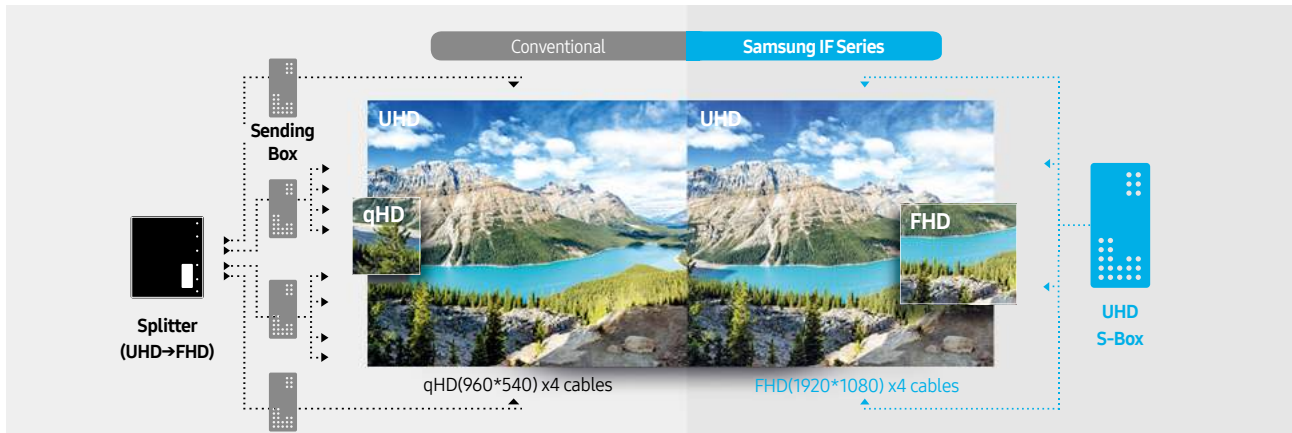 Conventional
Samsung IF Series
Sending
Box
UHD
UHD
qHD
FHD
Splitter
(UHD→FHD)
UHD
S-Box
qHD(960*540) x4 cables
FHD(1920*1080) x4 cables